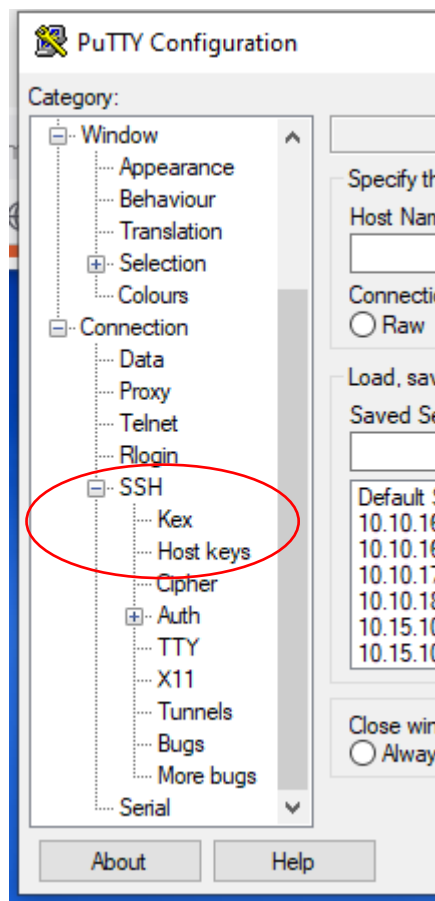 PuTTY Configuration
Category:
Window
Appearance
Behaviour
Translation
Selection
Colours
Connection
Data
Proxy
Telnet
Rlogin
SSH
Kex
Host keys
Cipher
Auth
TTY
X11
Tunnels
Bugs
More bugs
Serial
About Help
Specify th
Host Nam
Connectio
Raw
Load, sav
Saved Se
Default S
10.10.16
10.10.16
10.10.17
10.10.18
10.15.10
10.15.10
Close win
Alway